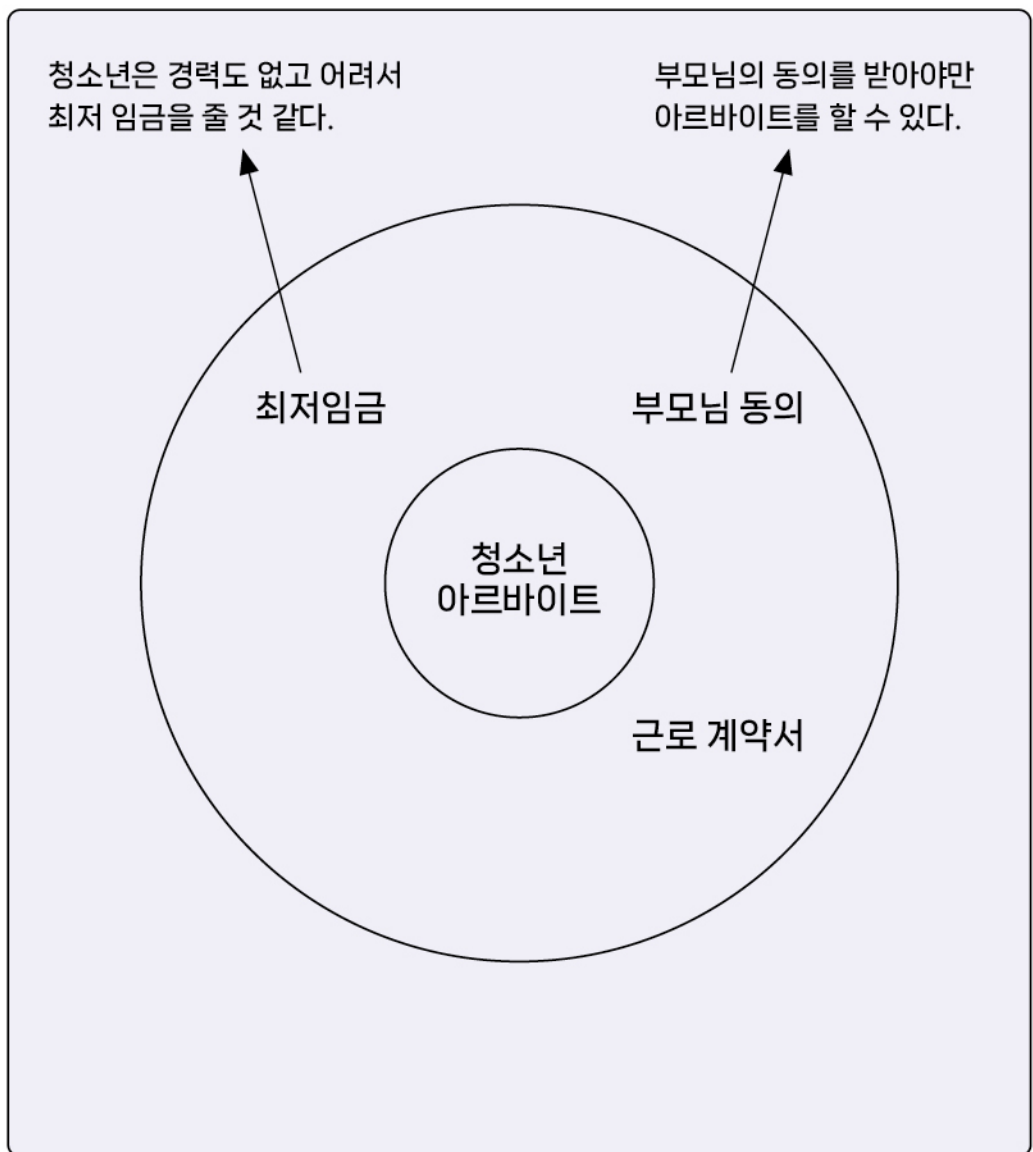 청소년은 경력도 없고 어려서
최저 임금을 줄 것 같다.
부모님의 동의를 받아야만
아르바이트를 할 수 있다.
최저임금
부모님 동의
청소년
아르바이트
근로 계약서